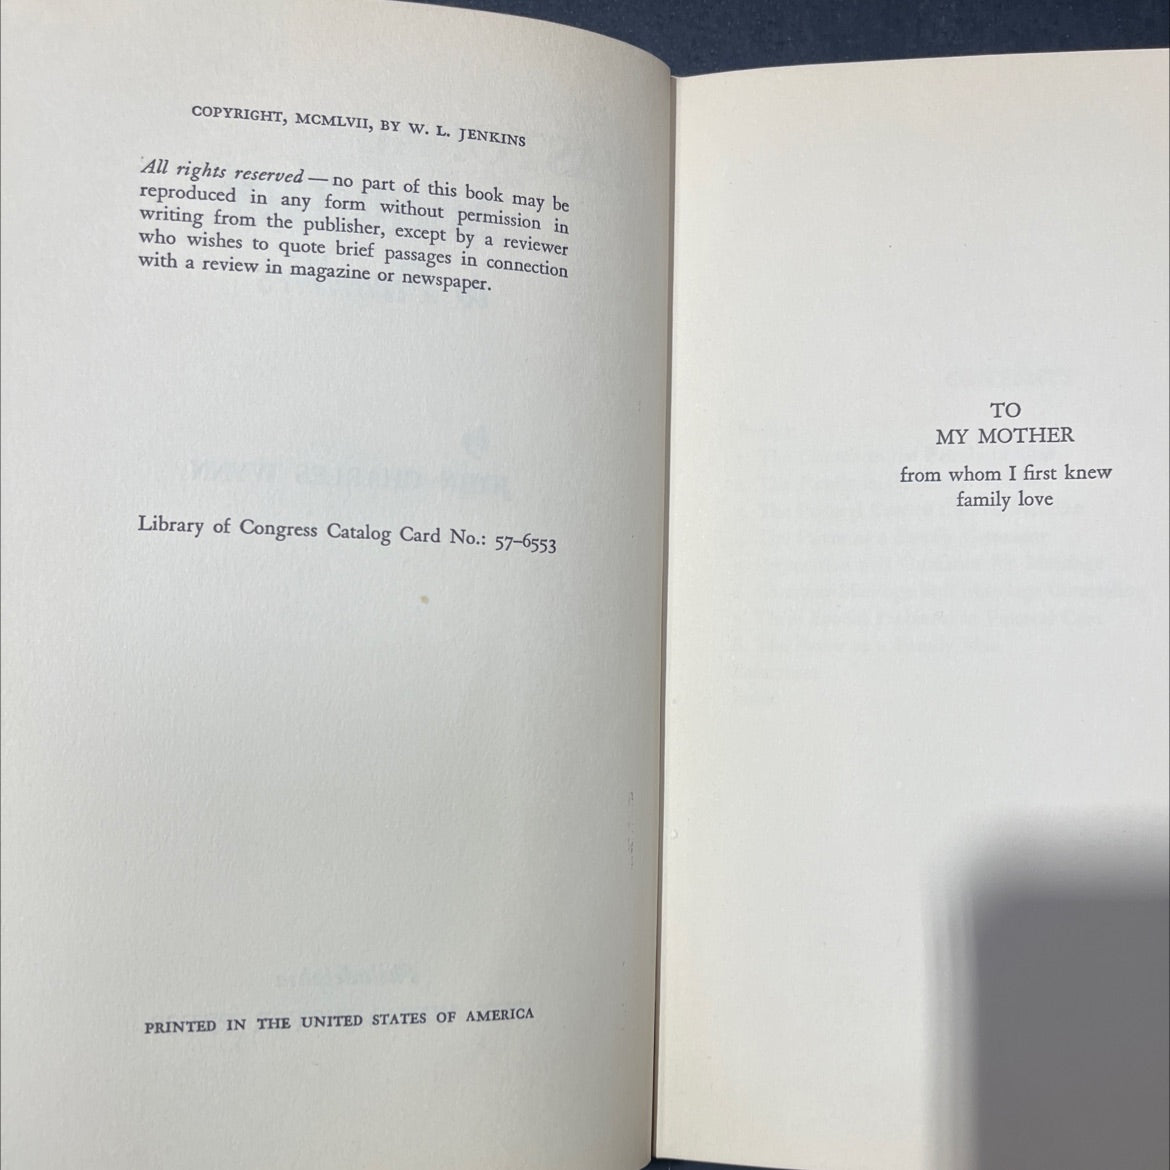 COPYRIGHT, MCMLVII, BY W. L. JENKINS
All rights reserved — no part of this book may be
reproduced in any form without permission in
writing from the publisher, except by a reviewer
who wishes to quote brief passages in connection
with a review in magazine or newspaper.
Library of Congress Catalog Card No.: 57–6553
PRINTED IN THE UNITED STATES OF AMERICA
TO
MY MOTHER
from whom I first knew
family love